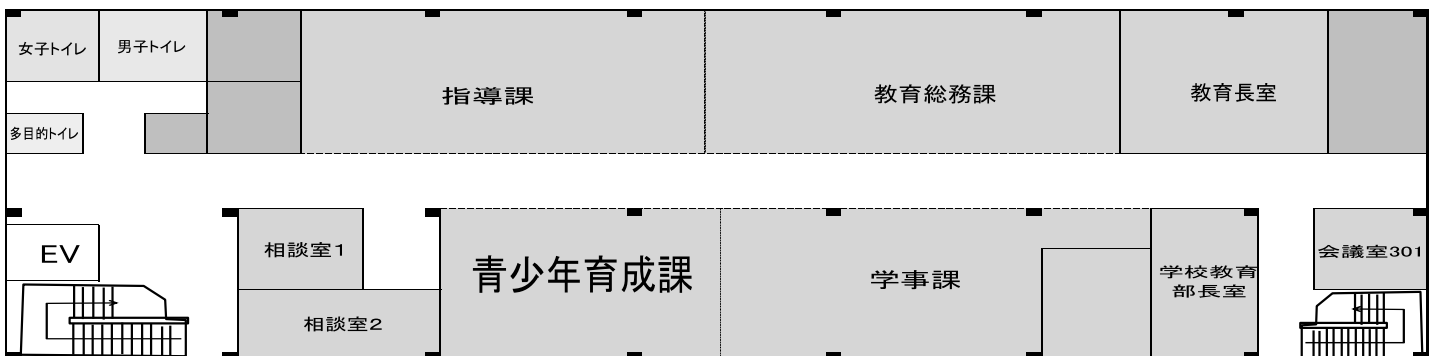 女子トイレ
男子トイレ
指導課
教育総務課
教育長室
多目的トイレ
EV
相談室1
相談室2
青少年育成課
学事課
学校教育
部長室
会議室301